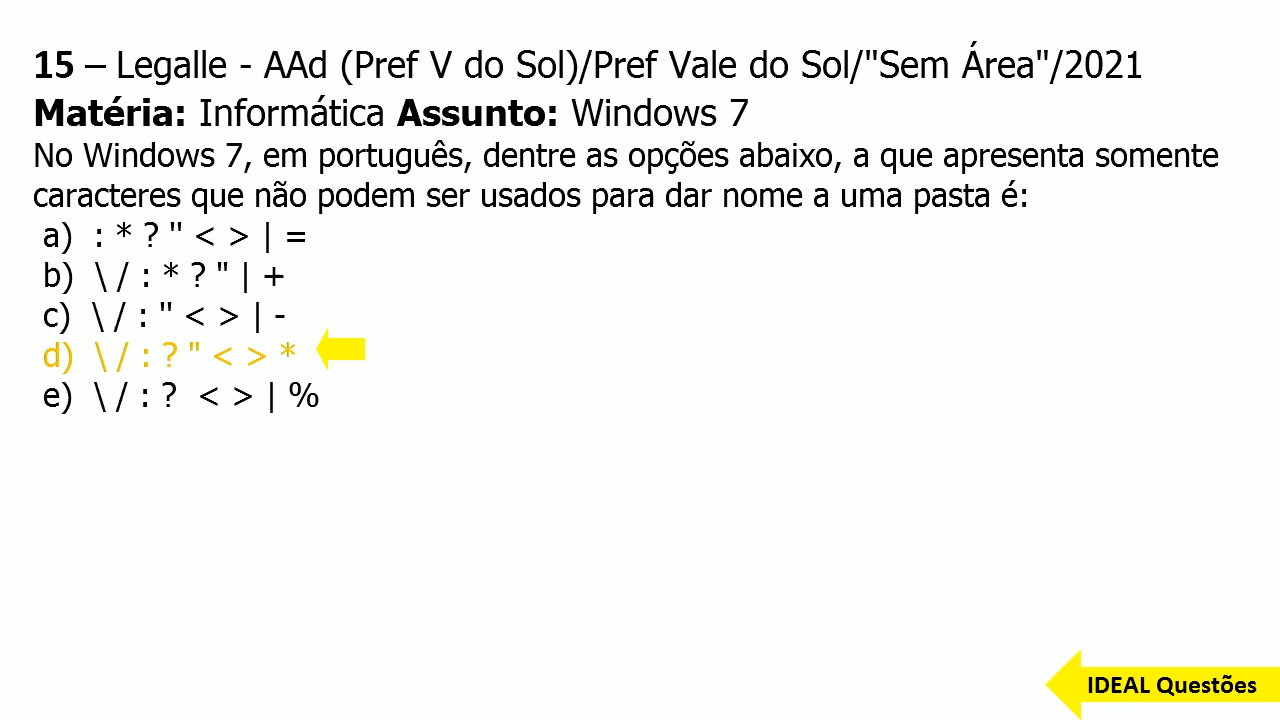 15 – Legalle - AAd (Pref V do Sol)/Pref Vale do Sol/"Sem Área"/2021
Matéria: Informática Assunto: Windows 7
No Windows 7, em português, dentre as opções abaixo, a que apresenta somente
caracteres que não podem ser usados para dar nome a uma pasta é:
a) : * ? " < > | =
b) \ / : * ? " | +
c) \ / : " < > | -
d) \ / : ? " < > *
e) \ / : ? < > | %
IDEAL Questões